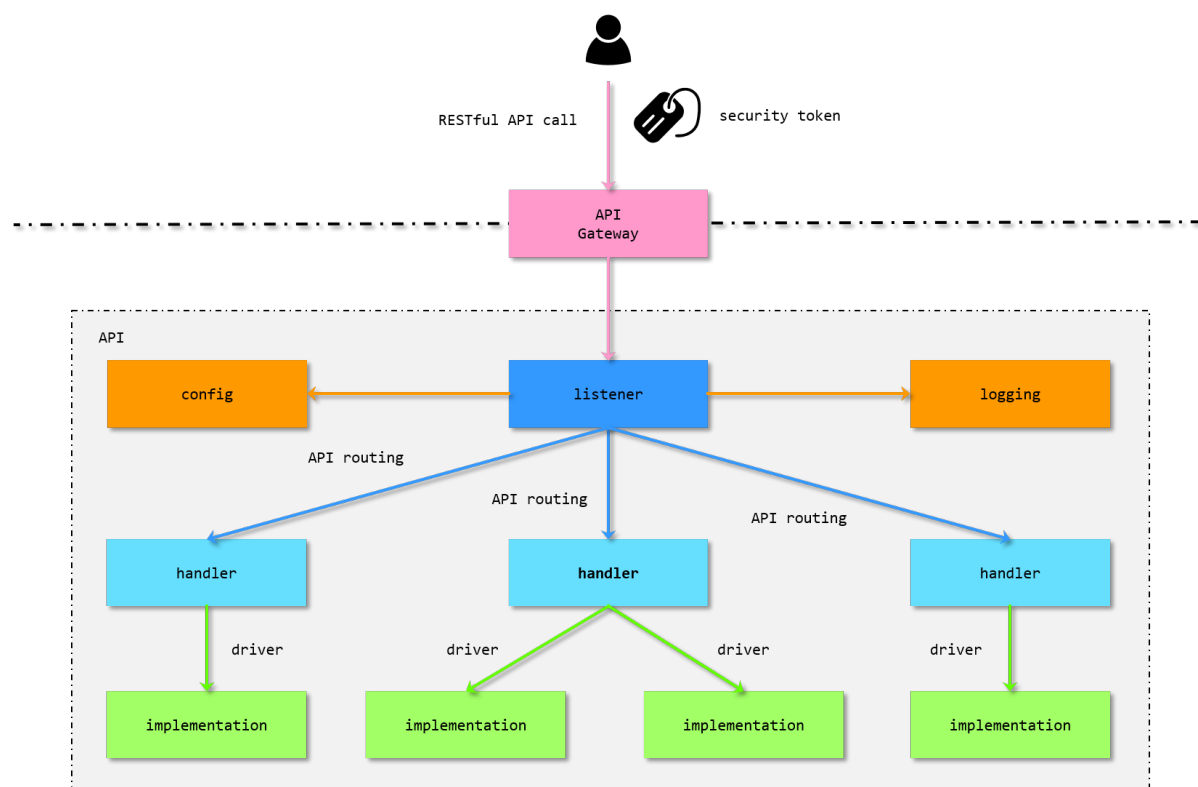 RESTful API call
security token
API
Gateway
API
config
listener
logging
API routing
API routing
API routing
handler
handler
handler
driver
driver
driver
driver
implementation
implementation
implementation
implementation